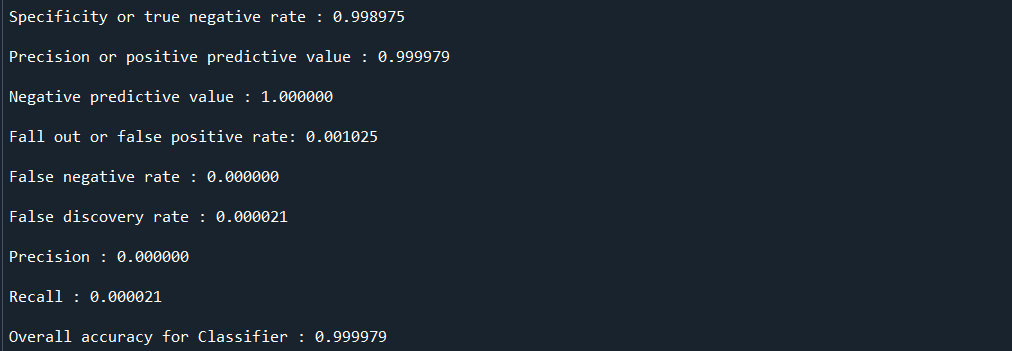 Specificity or true negative rate : 0.998975
Precision or positive predictive value : 0.999979
Negative predictive value : 1.000000
Fall out or false positive rate: 0.001025
False negative rate : 0.000000
False discovery rate : 0.000021
Precision : 0.000000
Recall : 0.000021
Overall accuracy for Classifier : 0.999979